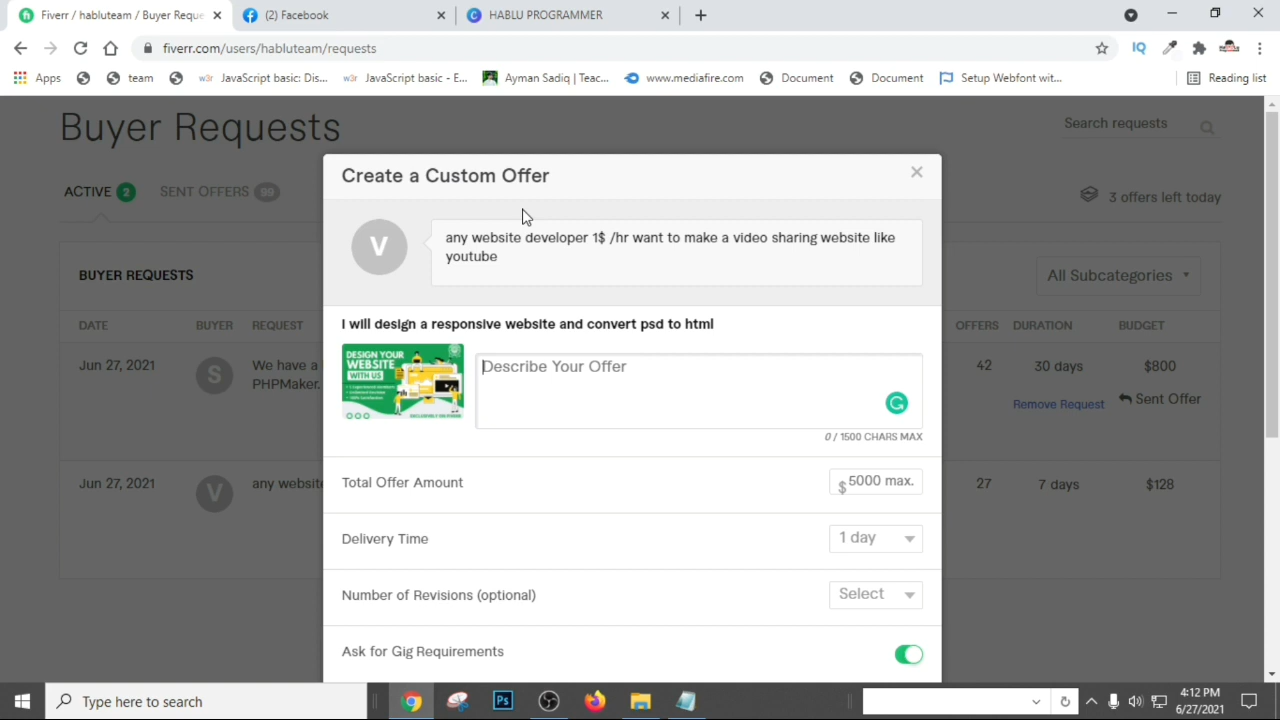 Fiverr / habluteam / Buyer Reque
(2) Facebook
HABLU PROGRAMMER
fiverr.com/users/habluteam/requests
IQ
Apps
team
w3r JavaScript basic: Dis...
w3r JavaScript basic - E...
Ayman Sadiq | Teac...
www.mediafire.com
Document
Document
Setup Webfont wit...
Reading list
Buyer Requests
Search requests
ACTIVE 2
SENT OFFERS 99
3 offers left today
Create a Custom Offer
V
any website developer 1$ /hr want to make a video sharing website like
youtube
BUYER REQUESTS
All Subcategories
DATE BUYER REQUEST OFFERS DURATION BUDGET
I will design a responsive website and convert psd to html
DESIGN YOUR
WEBSITE
WITH US
Describe Your Offer
0 / 1500 CHARS MAX
Jun 27, 2021 S We have a 42 30 days $800
PHPMaker.
Remove Request Sent Offer
Total Offer Amount $ 5000 max.
Jun 27, 2021 V any website 27 7 days $128
Delivery Time 1 day
Number of Revisions (optional) Select
Ask for Gig Requirements
Type here to search
Ps
4:12 PM
6/27/2021